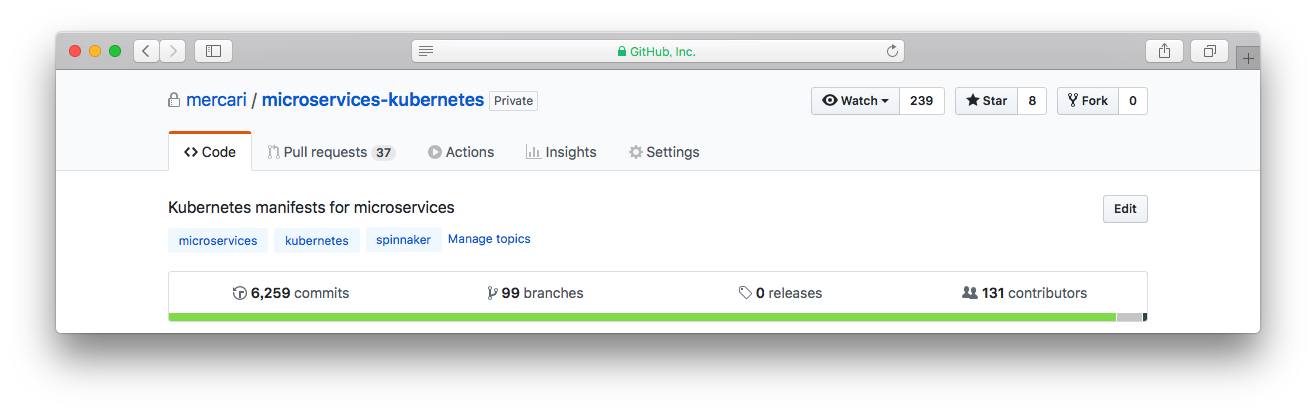 GitHub, Inc.
mercari / microservices-kubernetes Private Watch 239 Star 8 Fork 0
Code Pull requests 37 Actions Insights Settings
Kubernetes manifests for microservices Edit
microservices kubernetes spinnaker Manage topics
6,259 commits 99 branches 0 releases 131 contributors